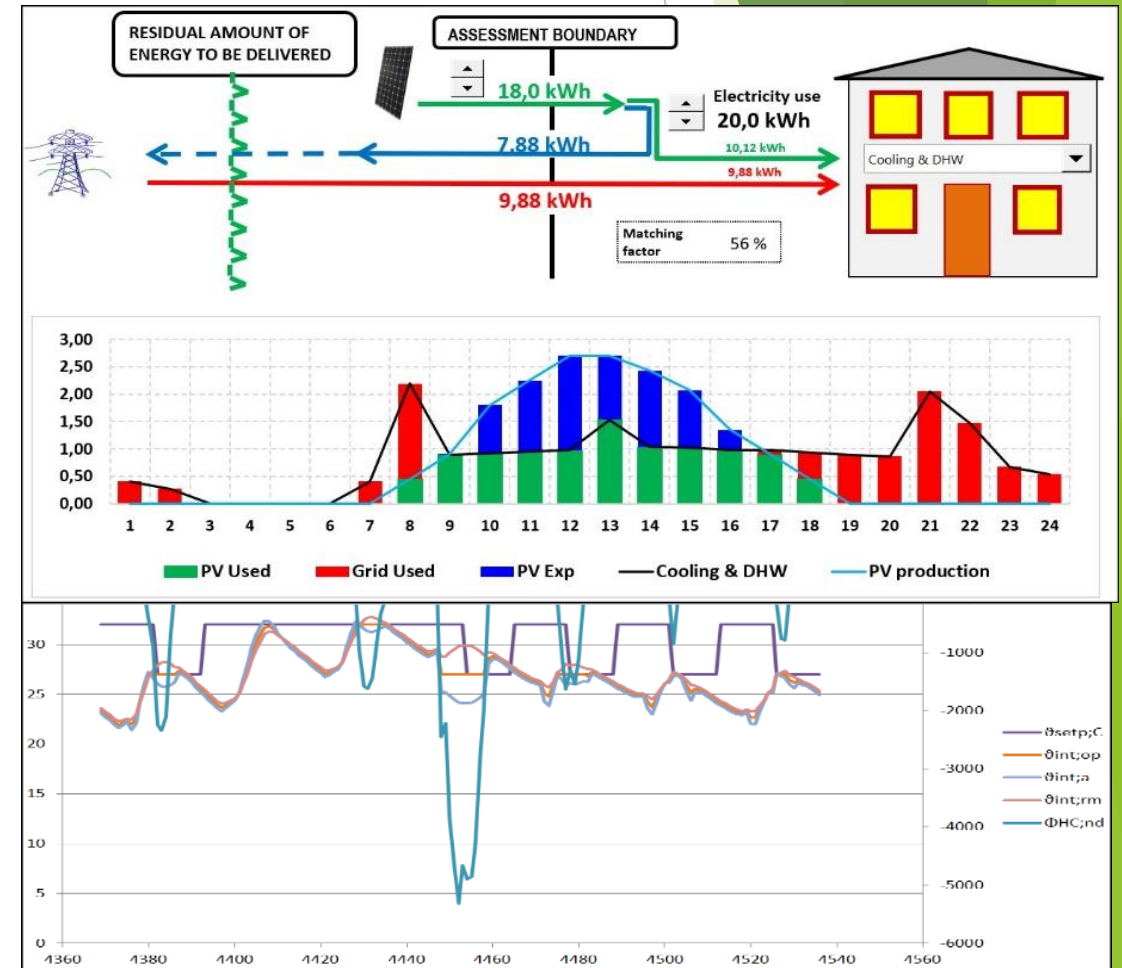 RESIDUAL AMOUNT OF
ENERGY TO BE DELIVERED
ASSESSMENT BOUNDARY
18,0 kWh
Electricity use
20,0 kWh
7.88 kWh
10,12 kWh
9,88 kWh
9,88 kWh
Cooling & DHW
Matching
factor
56 %
3,00
2,50
2,00
1,50
1,00
0,50
0,00
1 2 3 4 5 6 7 8 9 10 11 12 13 14 15 16 17 18 19 20 21 22 23 24
PV Used Grid Used PV Exp Cooling & DHW PV production
30
25
20
15
10
5
0
-1000
-2000
-3000
-4000
-5000
-6000
ϑsetp;C
ϑint;op
ϑint;a
ϑint;rm
ΦHC;nd
4360 4380 4400 4420 4440 4460 4480 4500 4520 4540 4560